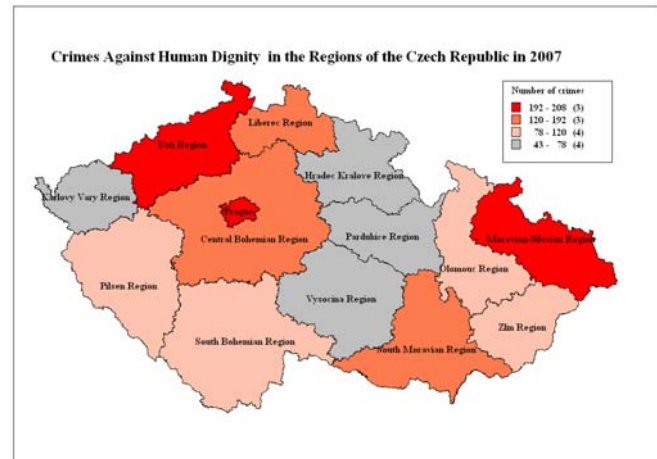 Crimes Against Human Dignity in the Regions of the Czech Republic in 2007
Number of crimes
192 - 208 (3)
120 - 192 (3)
78 - 120 (4)
43 - 78 (4)
Liberec Region
Usti Region
Hradec Kralove Region
Karlovy Vary Region
Prague
Central Bohemian Region
Pardubice Region
Moravian-Silesian Region
Olomouc Region
Pilsen Region
Vysocina Region
Zlin Region
South Bohemian Region
South Moravian Region